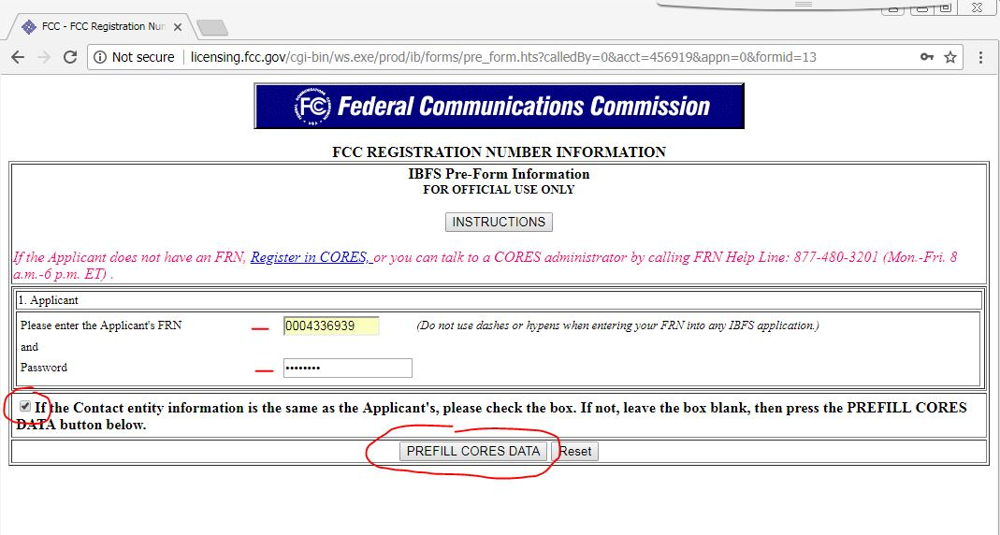 FCC - FCC Registration Num
Not secure | licensing.fcc.gov/cgi-bin/ws.exe/prod/ib/forms/pre_form.hts?calledBy=0&acct=456919&appn=0&formid=13
FC Federal Communications Commission
FCC REGISTRATION NUMBER INFORMATION
IBFS Pre-Form Information
FOR OFFICIAL USE ONLY
INSTRUCTIONS
If the Applicant does not have an FRN, Register in CORES, or you can talk to a CORES administrator by calling FRN Help Line: 877-480-3201 (Mon.-Fri. 8
a.m.-6 p.m. ET) .
1. Applicant
Please enter the Applicant's FRN 0004336939 (Do not use dashes or hypens when entering your FRN into any IBFS application.)
and
Password ••••••••
If the Contact entity information is the same as the Applicant's, please check the box. If not, leave the box blank, then press the PREFILL CORES
DATA button below.
PREFILL CORES DATA Reset